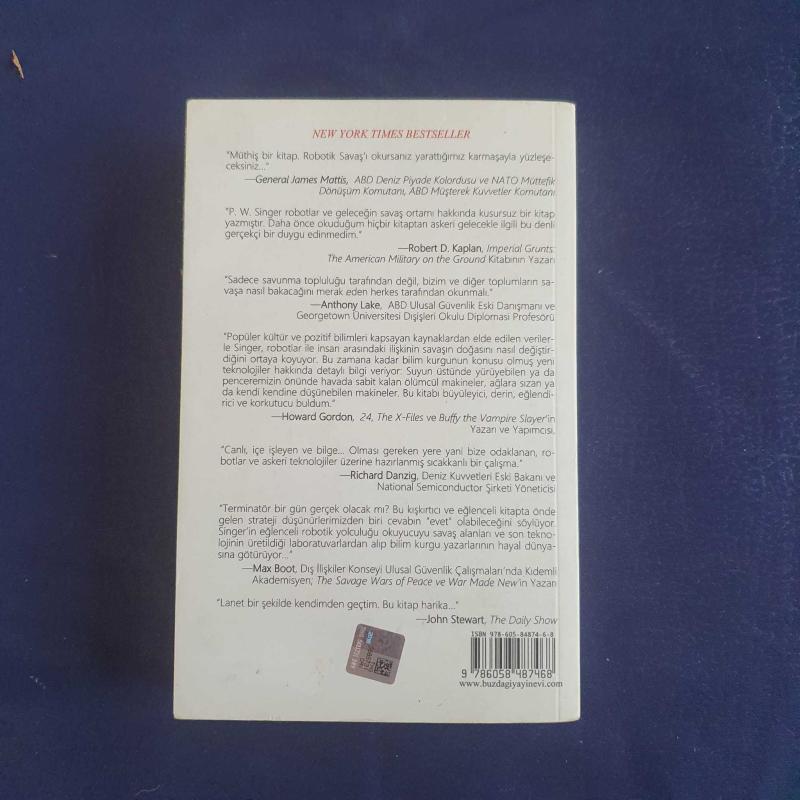 NEW YORK TIMES BESTSELLER
"Müthiş bir kitap. Robotik Savaş'ı okursanız yarattığımız karmaşayla yüzleşe-
ceksiniz..."
—General James Mattis, ABD Deniz Piyade Kolordusu ve NATO Müttefik
Dönüşüm Komutanı, ABD Müşterek Kuvvetler Komutanı
"P. W. Singer robotlar ve geleceğin savaş ortamı hakkında kusursuz bir kitap
yazmıştır. Daha önce okuduğum hiçbir kitaptan askeri gelecekle ilgili bu denli
gerçekçi bir duygu edinmedim."
—Robert D. Kaplan, Imperial Grunts:
The American Military on the Ground Kitabının Yazarı
"Sadece savunma topluluğu tarafından değil, bizim ve diğer toplumların sa-
vaşa nasıl bakacağını merak eden herkes tarafından okunmalı."
—Anthony Lake, ABD Ulusal Güvenlik Eski Danışmanı ve
Georgetown Üniversitesi Dışişleri Okulu Diplomasi Profesörü
"Popüler kültür ve pozitif bilimleri kapsayan kaynaklardan elde edilen veriler-
le Singer, robotlar ile insan arasındaki ilişkinin savaşın doğasını nasıl değiştir-
diğini ortaya koyuyor. Bu zamana kadar bilim kurgunun konusu olmuş yeni
teknolojiler hakkında detaylı bilgi veriyor: Suyun üstünde yürüyebilen ya da
penceremizin önünde havada sabit kalan ölümcül makineler, ağlara sızan ya
da kendi kendine düşünebilen makineler. Bu kitabı büyüleyici, derin, eğlendi-
rici ve korkutucu buldum."
—Howard Gordon, 24, The X-Files ve Buffy the Vampire Slayer'in
Yazarı ve Yapımcısı.
"Canlı, içe işleyen ve bilge... Olması gereken yere yani bize odaklanan, ro-
botlar ve askeri teknolojiler üzerine hazırlanmış sıcakkanlı bir çalışma."
—Richard Danzig, Deniz Kuvvetleri Eski Bakanı ve
National Semiconductor Şirketi Yöneticisi
"Terminatör bir gün gerçek olacak mı? Bu kışkırtıcı ve eğlenceli kitapta önde
gelen strateji düşünürlerimizden biri cevabın "evet" olabileceğini söylüyor.
Singer'in eğlenceli robotik yolculuğu okuyucuyu savaş alanları ve son tekno-
lojinin üretildiği laboratuvarlardan alıp bilim kurgu yazarlarının hayal dünya-
sına götürüyor..."
—Max Boot, Dış İlişkiler Konseyi Ulusal Güvenlik Çalışmaları'nda Kıdemli
Akademisyen; The Savage Wars of Peace ve War Made New'in Yazarı
"Lanet bir şekilde kendimden geçtim. Bu kitap harika..."
—John Stewart, The Daily Show
ISBN 978-605-84874-6-8
9 786058 487468
www.buzdagiyayinevi.com